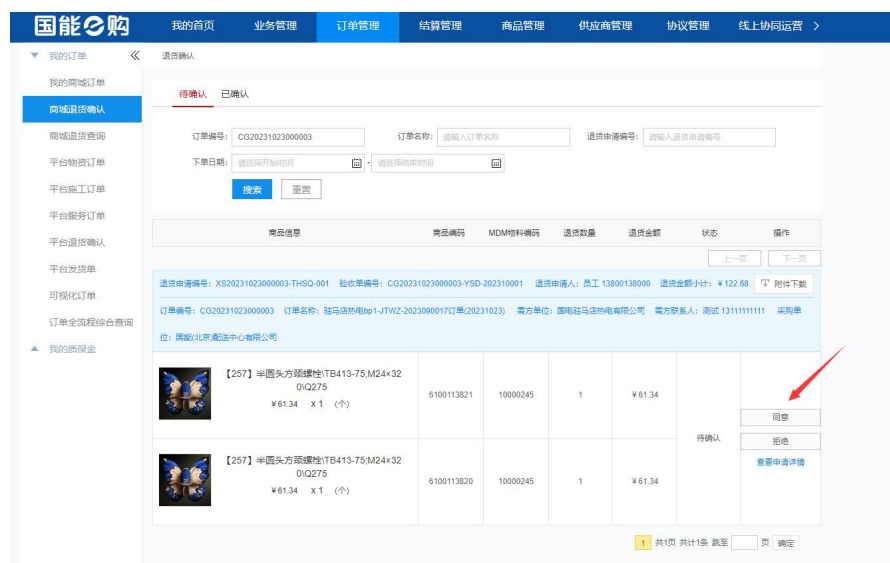 国能e购 我的首页 业务管理 订单管理 结算管理 商品管理 供应商管理 协议管理 线上协同运营
我的订单 退货确认
我的商城订单
待确认 已确认
商城退货确认
商城退货查询
订单编号: CG20231023000003 订单名称: 请输入订单名称 退货申请编号: 请输入退货申请编号
平台物资订单
下单日期: 请选择开始时间 - 请选择结束时间
平台施工订单
搜索 重置
平台服务订单
平台退货确认
商品信息 商品编码 MDM物料编码 退货数量 退货金额 状态 操作
上一页 下一页
平台发货单
退货申请编号: XS20231023000003-THSQ-001 验收单编号: CG20231023000003-YSD-202310001 退货申请人: 员工 13800138000 退货金额小计: ¥122.68 附件下载
可视化订单
订单编号: CG20231023000003 订单名称: 驻马店热电bp1-JTWZ-2023090017订单(20231023) 需方单位: 国电驻马店热电有限公司 需方联系人: 测试 13111111111 采购单
订单全流程综合查询
位: 国能(北京)配送中心有限公司
我的质保金
【257】半圆头方颈螺栓\TB413-75;M24×32
0\Q275
¥61.34 x 1 (个)
6100113821 10000245 1 ¥61.34
待确认
同意
拒绝
查看申请详情
【257】半圆头方颈螺栓\TB413-75;M24×32
0\Q275
¥61.34 x 1 (个)
6100113820 10000245 1 ¥61.34
1 共1页 共计1条 跳至 页 确定